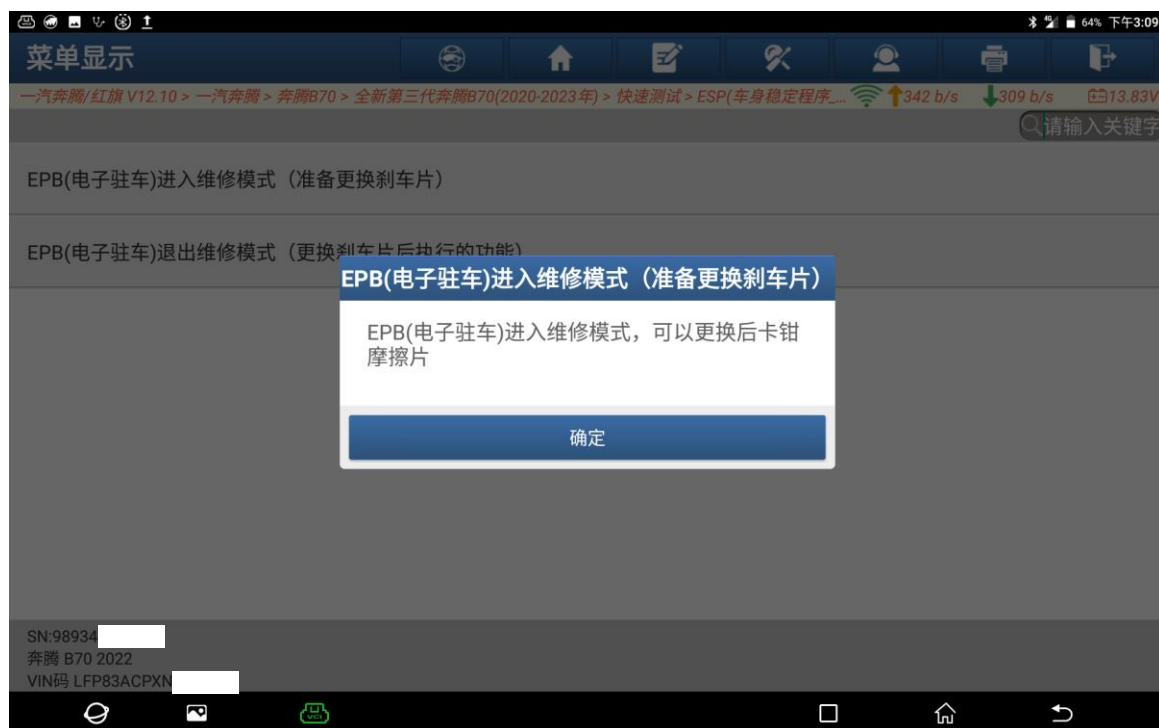 64% 下午3:09
菜单显示
一汽奔腾/红旗 V12.10 > 一汽奔腾 > 奔腾B70 > 全新第三代奔腾B70(2020-2023年) > 快速测试 > ESP(车身稳定程序_... 342 b/s 309 b/s 13.83V
请输入关键字
EPB(电子驻车)进入维修模式（准备更换刹车片）
EPB(电子驻车)退出维修模式（更换刹车片后执行的功能）
EPB(电子驻车)进入维修模式（准备更换刹车片）
EPB(电子驻车)进入维修模式，可以更换后卡钳
摩擦片
确定
SN:98934
奔腾 B70 2022
VIN码 LFP83ACPXN
VCI